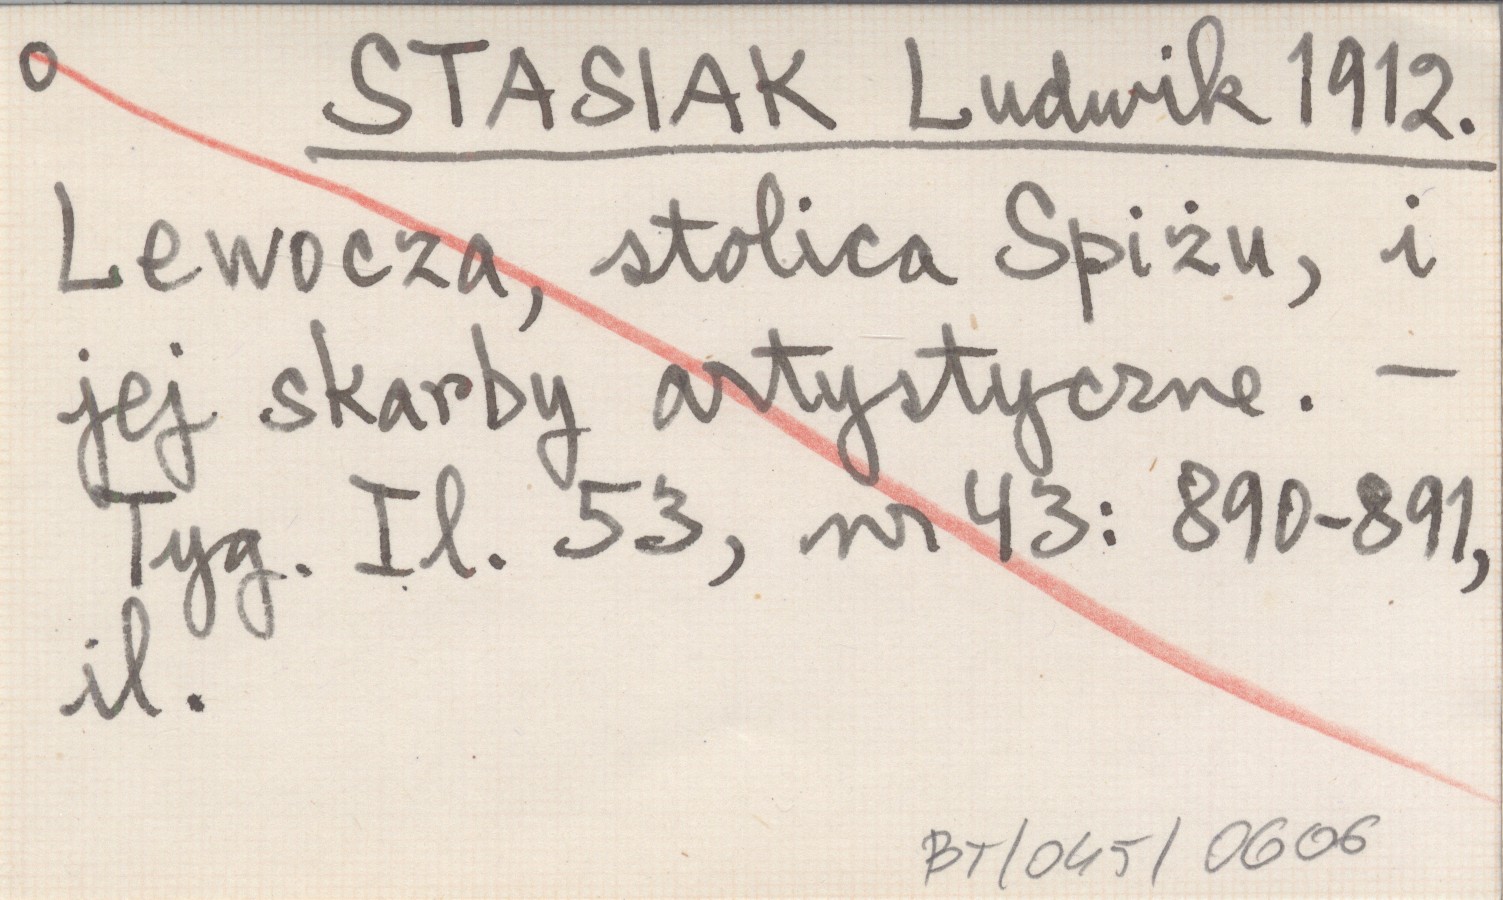 STASIAK Ludwik 1912.
Lewocza, stolica Spiżu, i
jej skarby artystyczne. —
Tyg. Il. 53, nr 43: 890-891,
il.
BT/045/0606